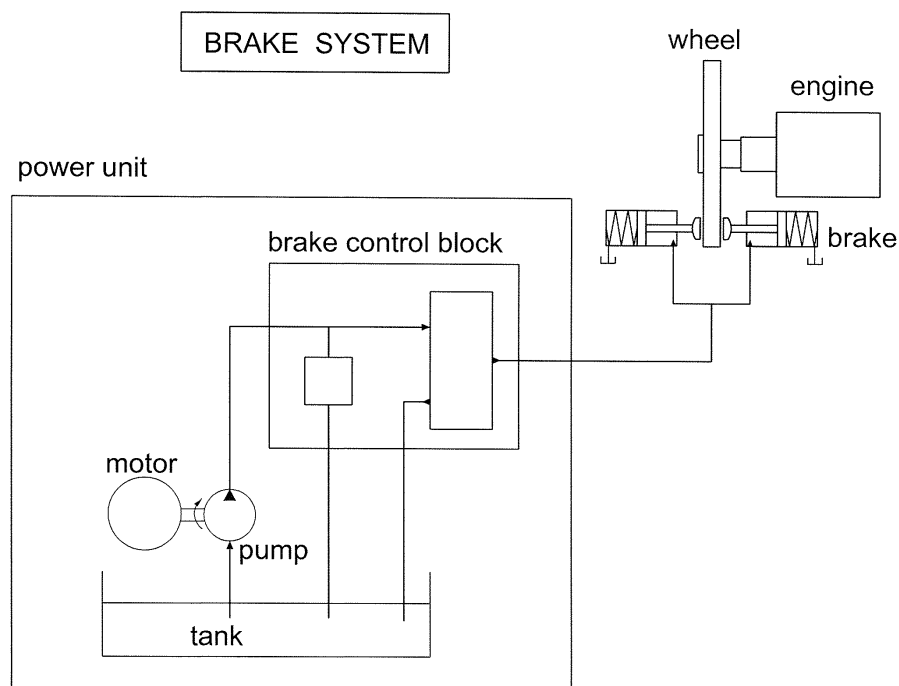 BRAKE SYSTEM
wheel
engine
power unit
brake control block
brake
motor
pump
tank